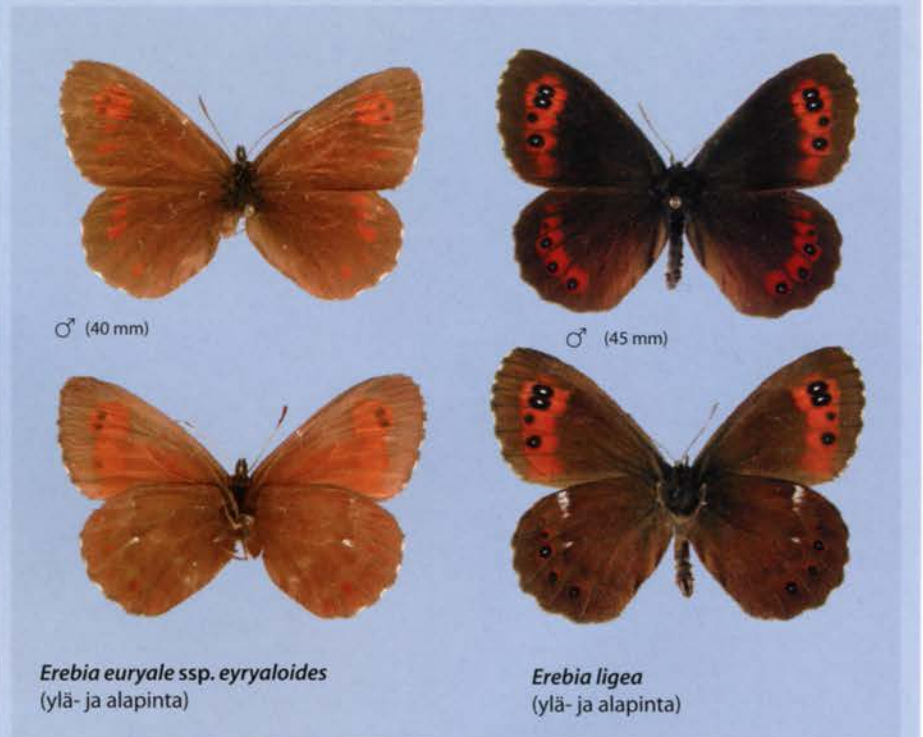 ♂ (40 mm)
♂ (45 mm)
Erebia euryale ssp. eyryaloides
(ylä- ja alapinta)
Erebia ligea
(ylä- ja alapinta)